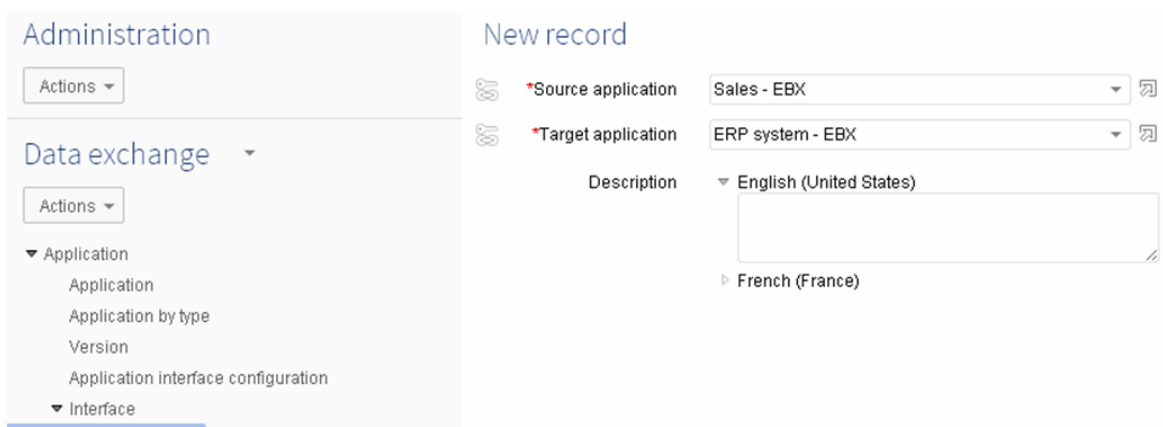 Administration
Actions
Data exchange
Actions
Application
Application
Application by type
Version
Application interface configuration
Interface
New record
*Source application Sales - EBX
*Target application ERP system - EBX
Description English (United States)
French (France)